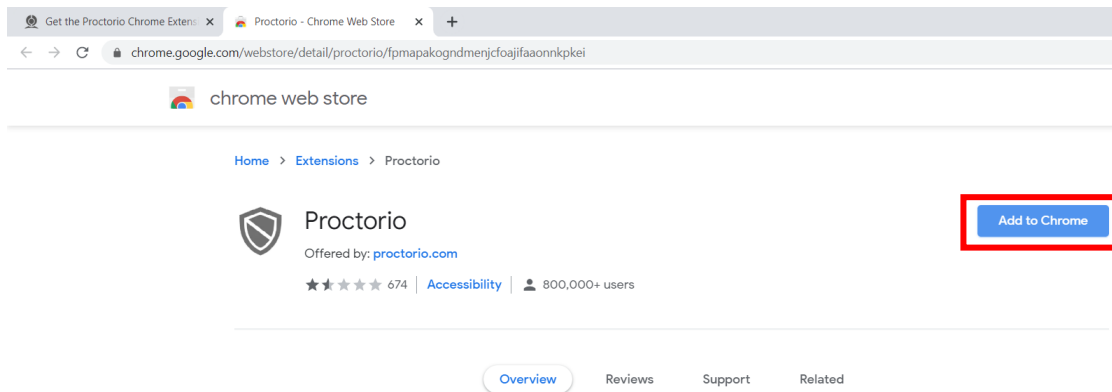 Get the Proctorio Chrome Extens
Proctorio - Chrome Web Store
chrome.google.com/webstore/detail/proctorio/fpmapakogndmenjcfoajifaaonnkpkei
chrome web store
Home > Extensions > Proctorio
Proctorio
Add to Chrome
Offered by: proctorio.com
674 | Accessibility | 800,000+ users
Overview Reviews Support Related